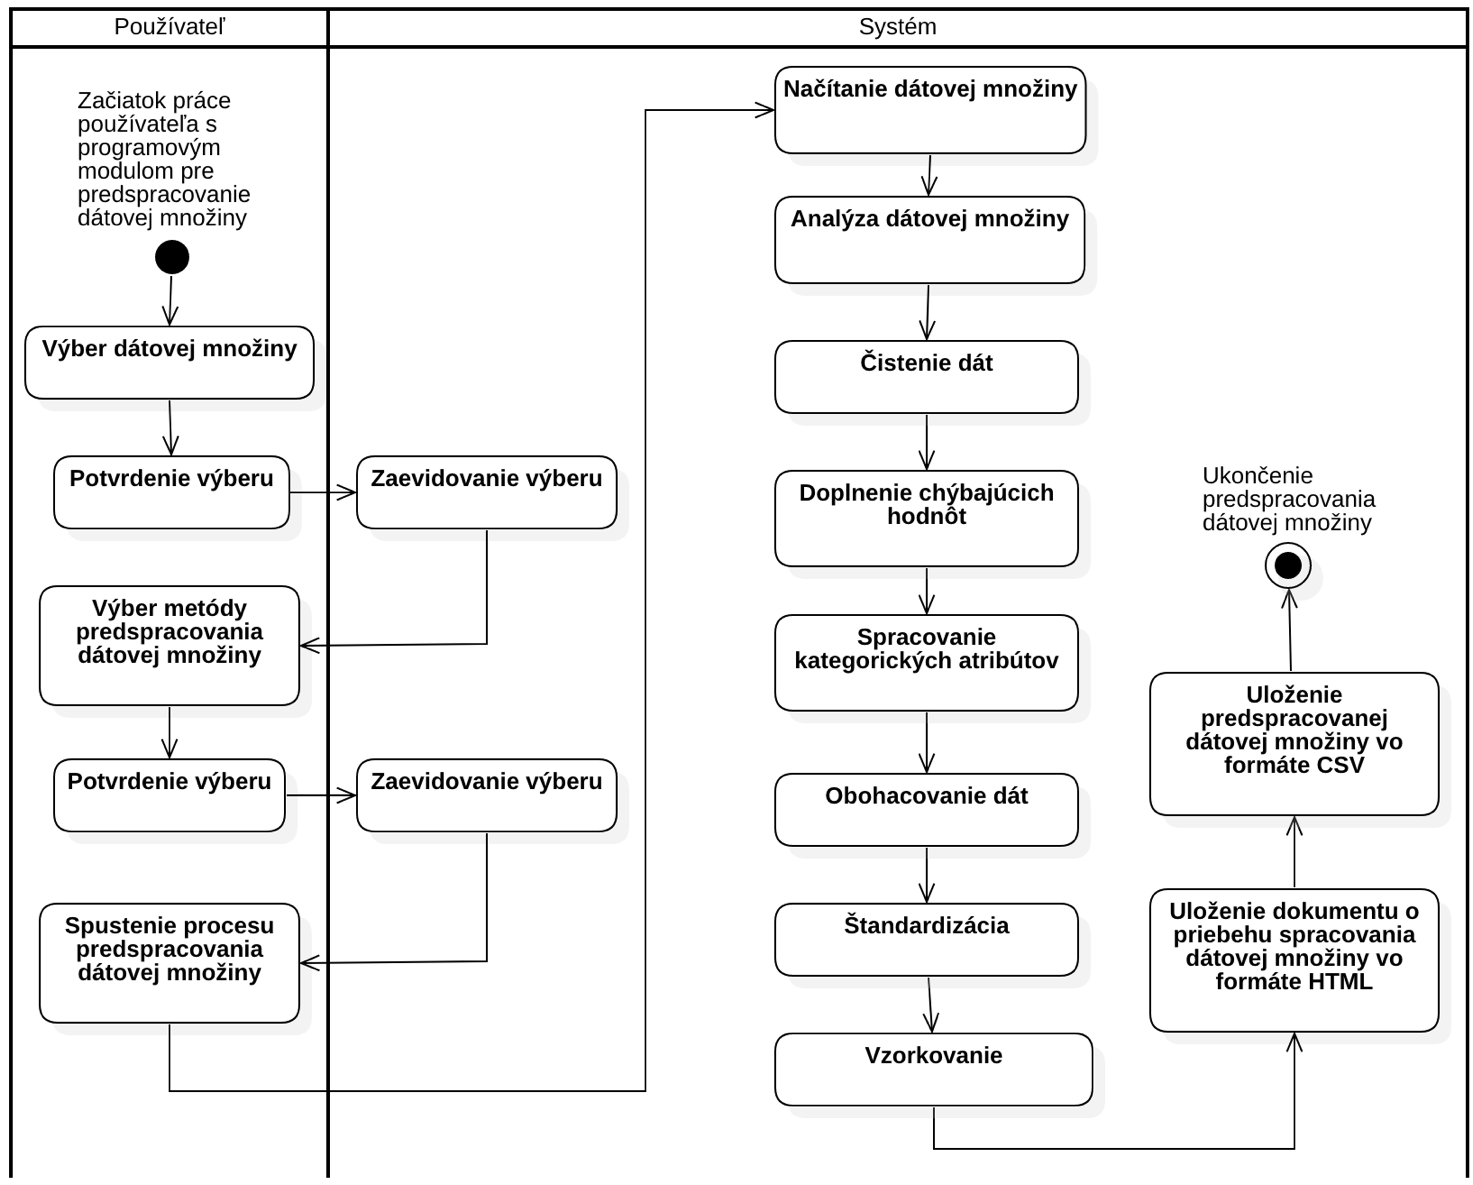 Používateľ
Systém
Začiatok práce
používateľa s
programovým
modulom pre
predspracovanie
dátovej množiny
Výber dátovej množiny
Potvrdenie výberu
Zaevidovanie výberu
Výber metódy
predspracovania
dátovej množiny
Potvrdenie výberu
Zaevidovanie výberu
Spustenie procesu
predspracovania
dátovej množiny
Načítanie dátovej množiny
Analýza dátovej množiny
Čistenie dát
Doplnenie chýbajúcich
hodnôt
Spracovanie
kategorických atribútov
Obohacovanie dát
Štandardizácia
Vzorkovanie
Uloženie dokumentu o
priebehu spracovania
dátovej množiny vo
formáte HTML
Uloženie
predspracovanej
dátovej množiny vo
formáte CSV
Ukončenie
predspracovania
dátovej množiny